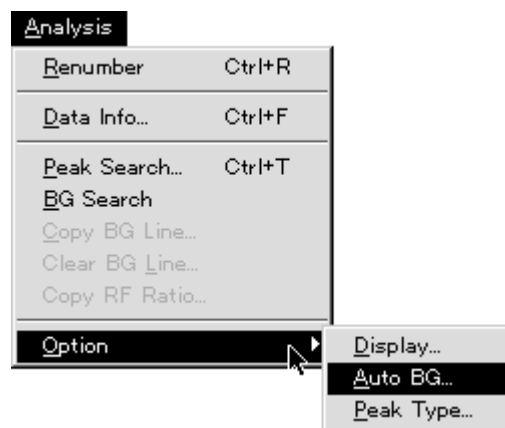 Analysis
Renumber Ctrl+R
Data Info... Ctrl+F
Peak Search... Ctrl+T
BG Search
Copy BG Line...
Clear BG Line...
Copy RF Ratio...
Option
Display...
Auto BG...
Peak Type...